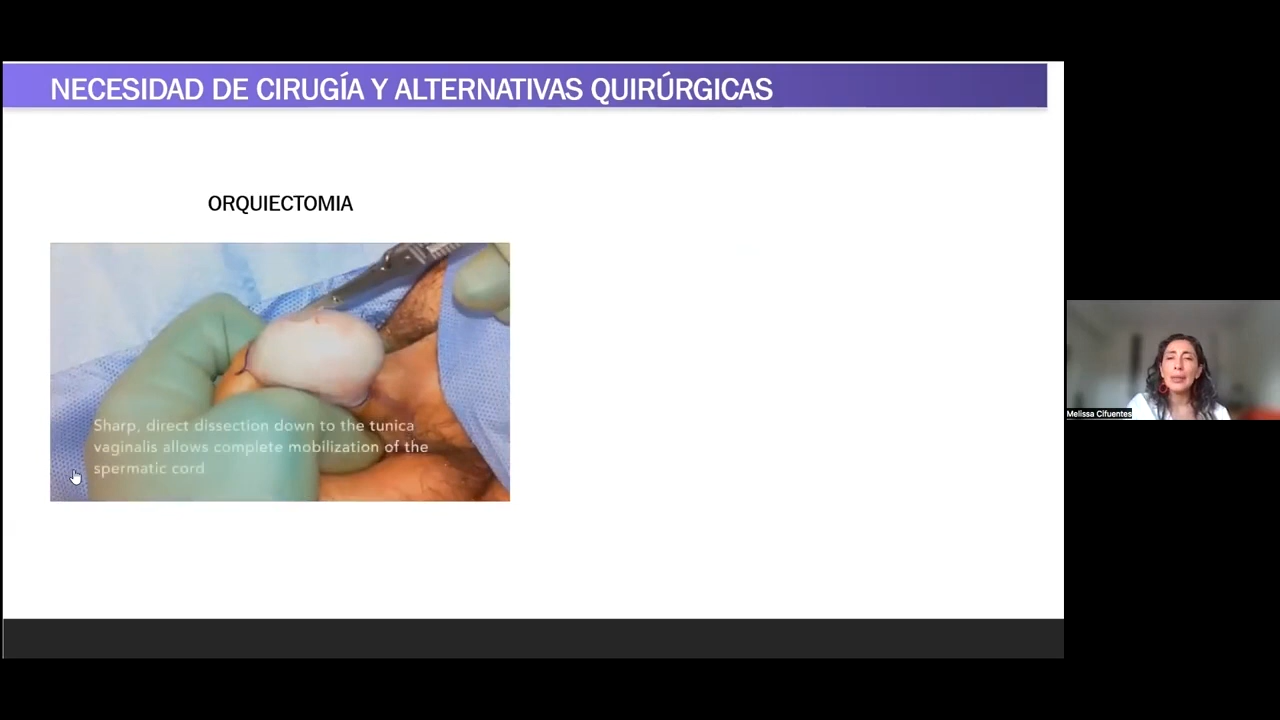 NECESIDAD DE CIRUGÍA Y ALTERNATIVAS QUIRÚRGICAS
ORQUIECTOMIA
Sharp, direct dissection down to the tunica
vaginalis allows complete mobilization of the
spermatic cord
Melissa Cifuentes